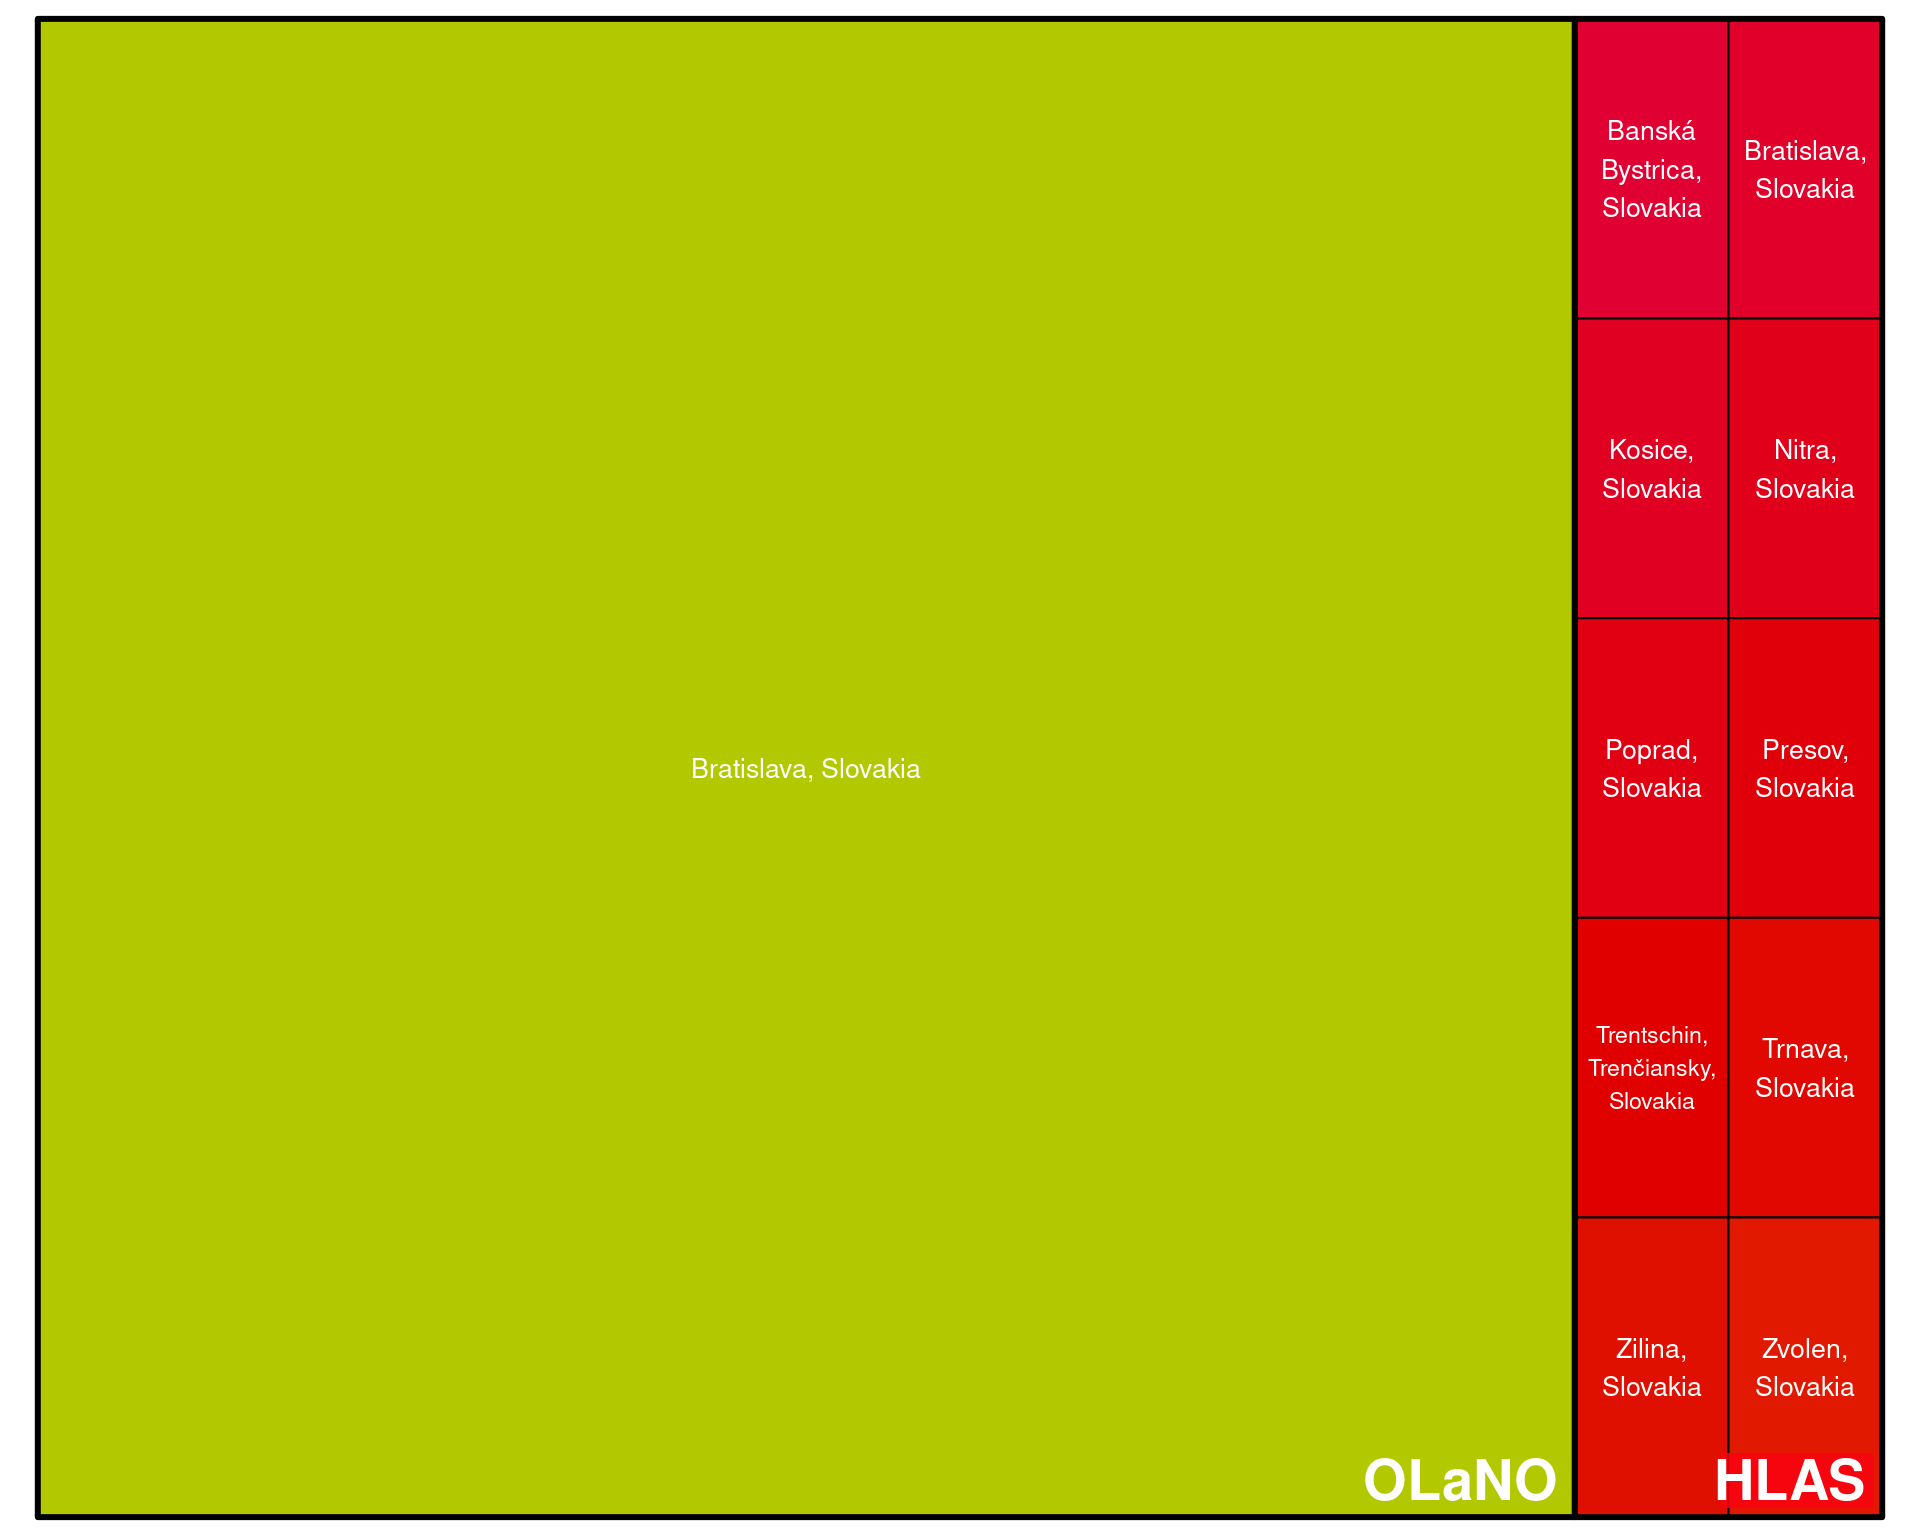 Bratislava, Slovakia
OLaNO
Banská
Bystrica,
Slovakia
Bratislava,
Slovakia
Kosice,
Slovakia
Nitra,
Slovakia
Poprad,
Slovakia
Presov,
Slovakia
Trentschin,
Trenčiansky,
Slovakia
Trnava,
Slovakia
Zilina,
Slovakia
Zvolen,
Slovakia
HLAS